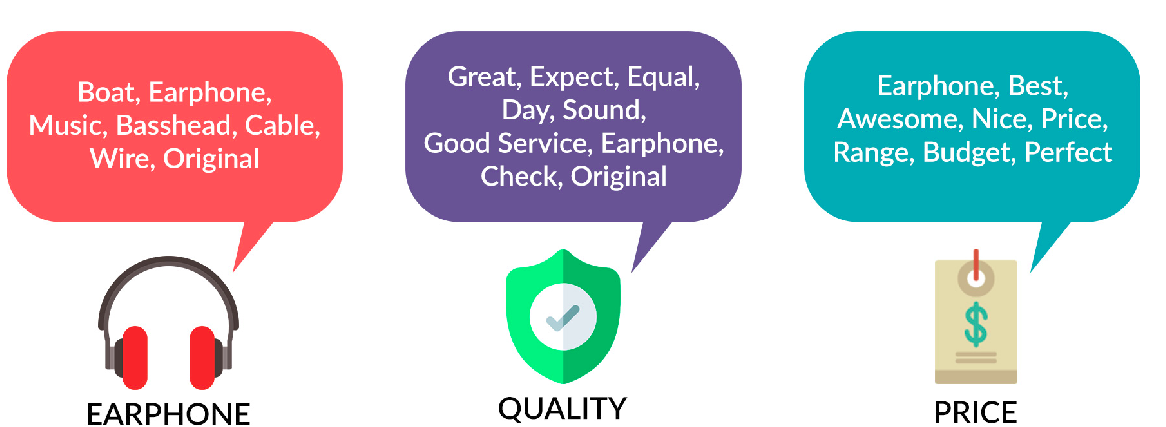 Boat, Earphone,
Music, Basshead, Cable,
Wire, Original
EARPHONE
Great, Expect, Equal,
Day, Sound,
Good Service, Earphone,
Check, Original
QUALITY
Earphone, Best,
Awesome, Nice, Price,
Range, Budget, Perfect
$
PRICE